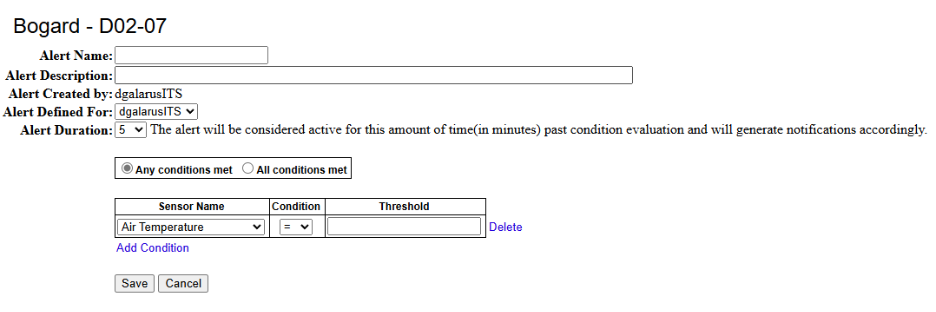 Bogard - D02-07
Alert Name:
Alert Description:
Alert Created by: dgalarusITS
Alert Defined For: dgalarusITS
Alert Duration: 5 The alert will be considered active for this amount of time(in minutes) past condition evaluation and will generate notifications accordingly.
Any conditions met All conditions met
Sensor Name Condition Threshold
Air Temperature = Delete
Add Condition
Save Cancel